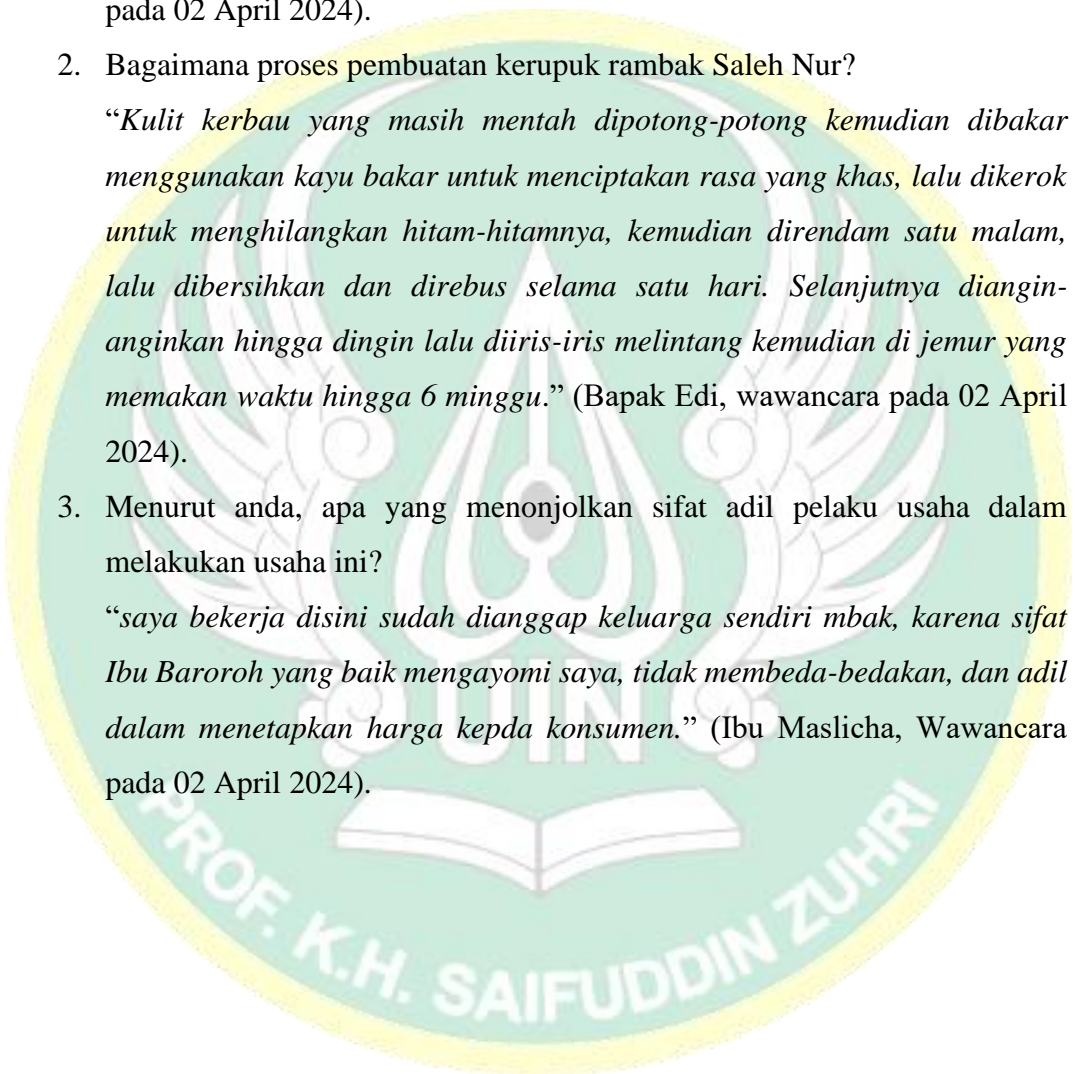 pada 02 April 2024).
2. Bagaimana proses pembuatan kerupuk rambak Saleh Nur?
“Kulit kerbau yang masih mentah dipotong-potong kemudian dibakar
menggunakan kayu bakar untuk menciptakan rasa yang khas, lalu dikerok
untuk menghilangkan hitam-hitamnya, kemudian direndam satu malam,
lalu dibersihkan dan direbus selama satu hari. Selanjutnya diangin-
anginkan hingga dingin lalu diiris-iris melintang kemudian di jemur yang
memakan waktu hingga 6 minggu.” (Bapak Edi, wawancara pada 02 April
2024).
3. Menurut anda, apa yang menonjolkan sifat adil pelaku usaha dalam
melakukan usaha ini?
“saya bekerja disini sudah dianggap keluarga sendiri mbak, karena sifat
Ibu Baroroh yang baik mengayomi saya, tidak membeda-bedakan, dan adil
dalam menetapkan harga kepda konsumen.” (Ibu Maslicha, Wawancara
pada 02 April 2024).
UIN
PROF. K.H. SAIFUDDIN ZUHRI